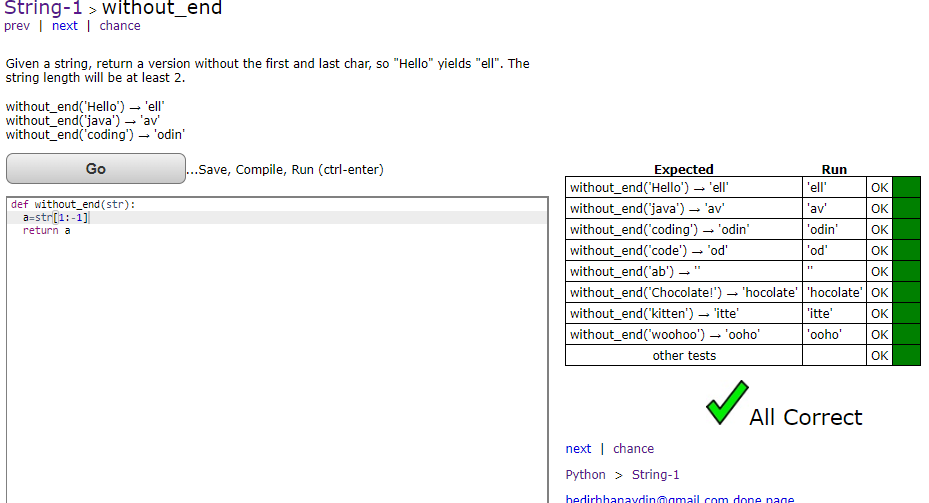 String-1 > without_end
prev | next | chance
Given a string, return a version without the first and last char, so "Hello" yields "ell". The
string length will be at least 2.
without_end('Hello') → 'ell'
without_end('java') → 'av'
without_end('coding') → 'odin'
Go
...Save, Compile, Run (ctrl-enter)
def without_end(str):
  a=str[1:-1]
  return a
Expected Run
without_end('Hello') → 'ell' 'ell' OK
without_end('java') → 'av' 'av' OK
without_end('coding') → 'odin' 'odin' OK
without_end('code') → 'od' 'od' OK
without_end('ab') → '' '' OK
without_end('Chocolate!') → 'hocolate' 'hocolate' OK
without_end('kitten') → 'itte' 'itte' OK
without_end('woohoo') → 'ooho' 'ooho' OK
other tests OK
All Correct
next | chance
Python > String-1
bedirhhanaydin@gmail.com done page